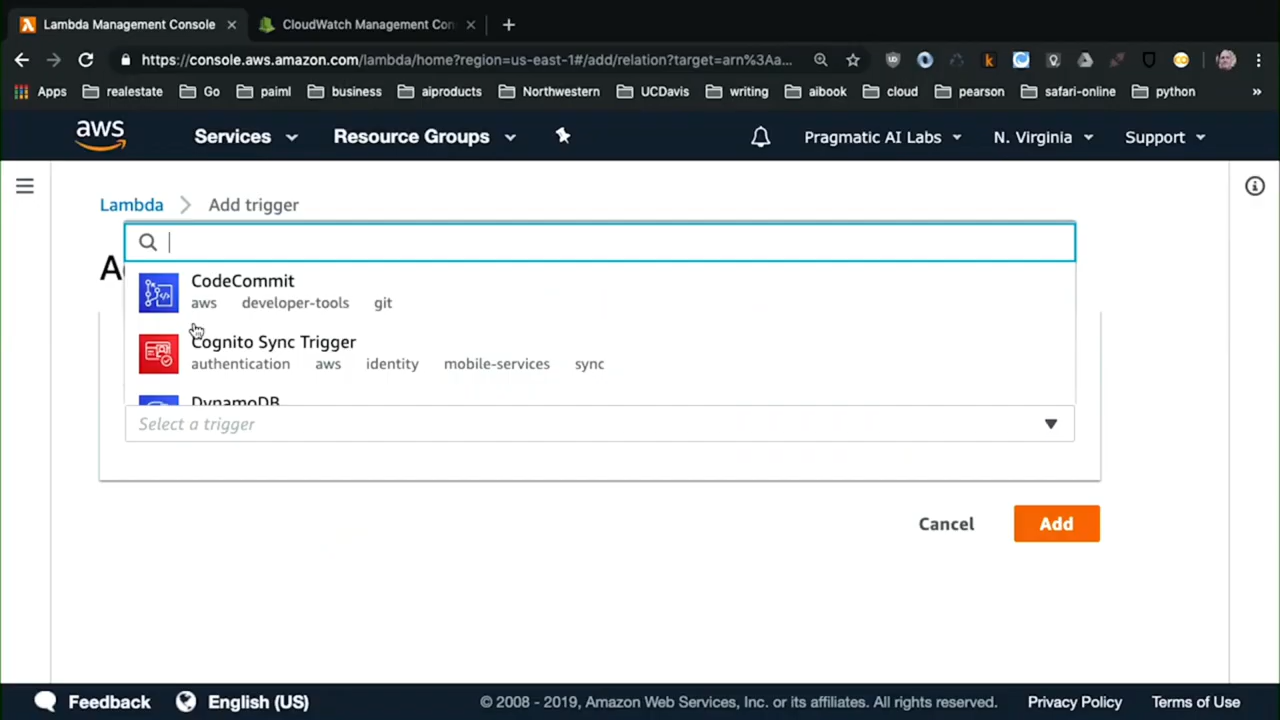 Lambda Management Console
CloudWatch Management Con
https://console.aws.amazon.com/lambda/home?region=us-east-1#/add/relation?target=arn%3Aa...
Apps realestate Go paiml business aiproducts Northwestern UCDavis writing aibook cloud pearson safari-online python »
aws Services Resource Groups Pragmatic AI Labs N. Virginia Support
Lambda > Add trigger
A
CodeCommit
aws developer-tools git
Cognito Sync Trigger
authentication aws identity mobile-services sync
DynamoDB
Select a trigger
Cancel Add
Feedback English (US) © 2008 - 2019, Amazon Web Services, Inc. or its affiliates. All rights reserved. Privacy Policy Terms of Use